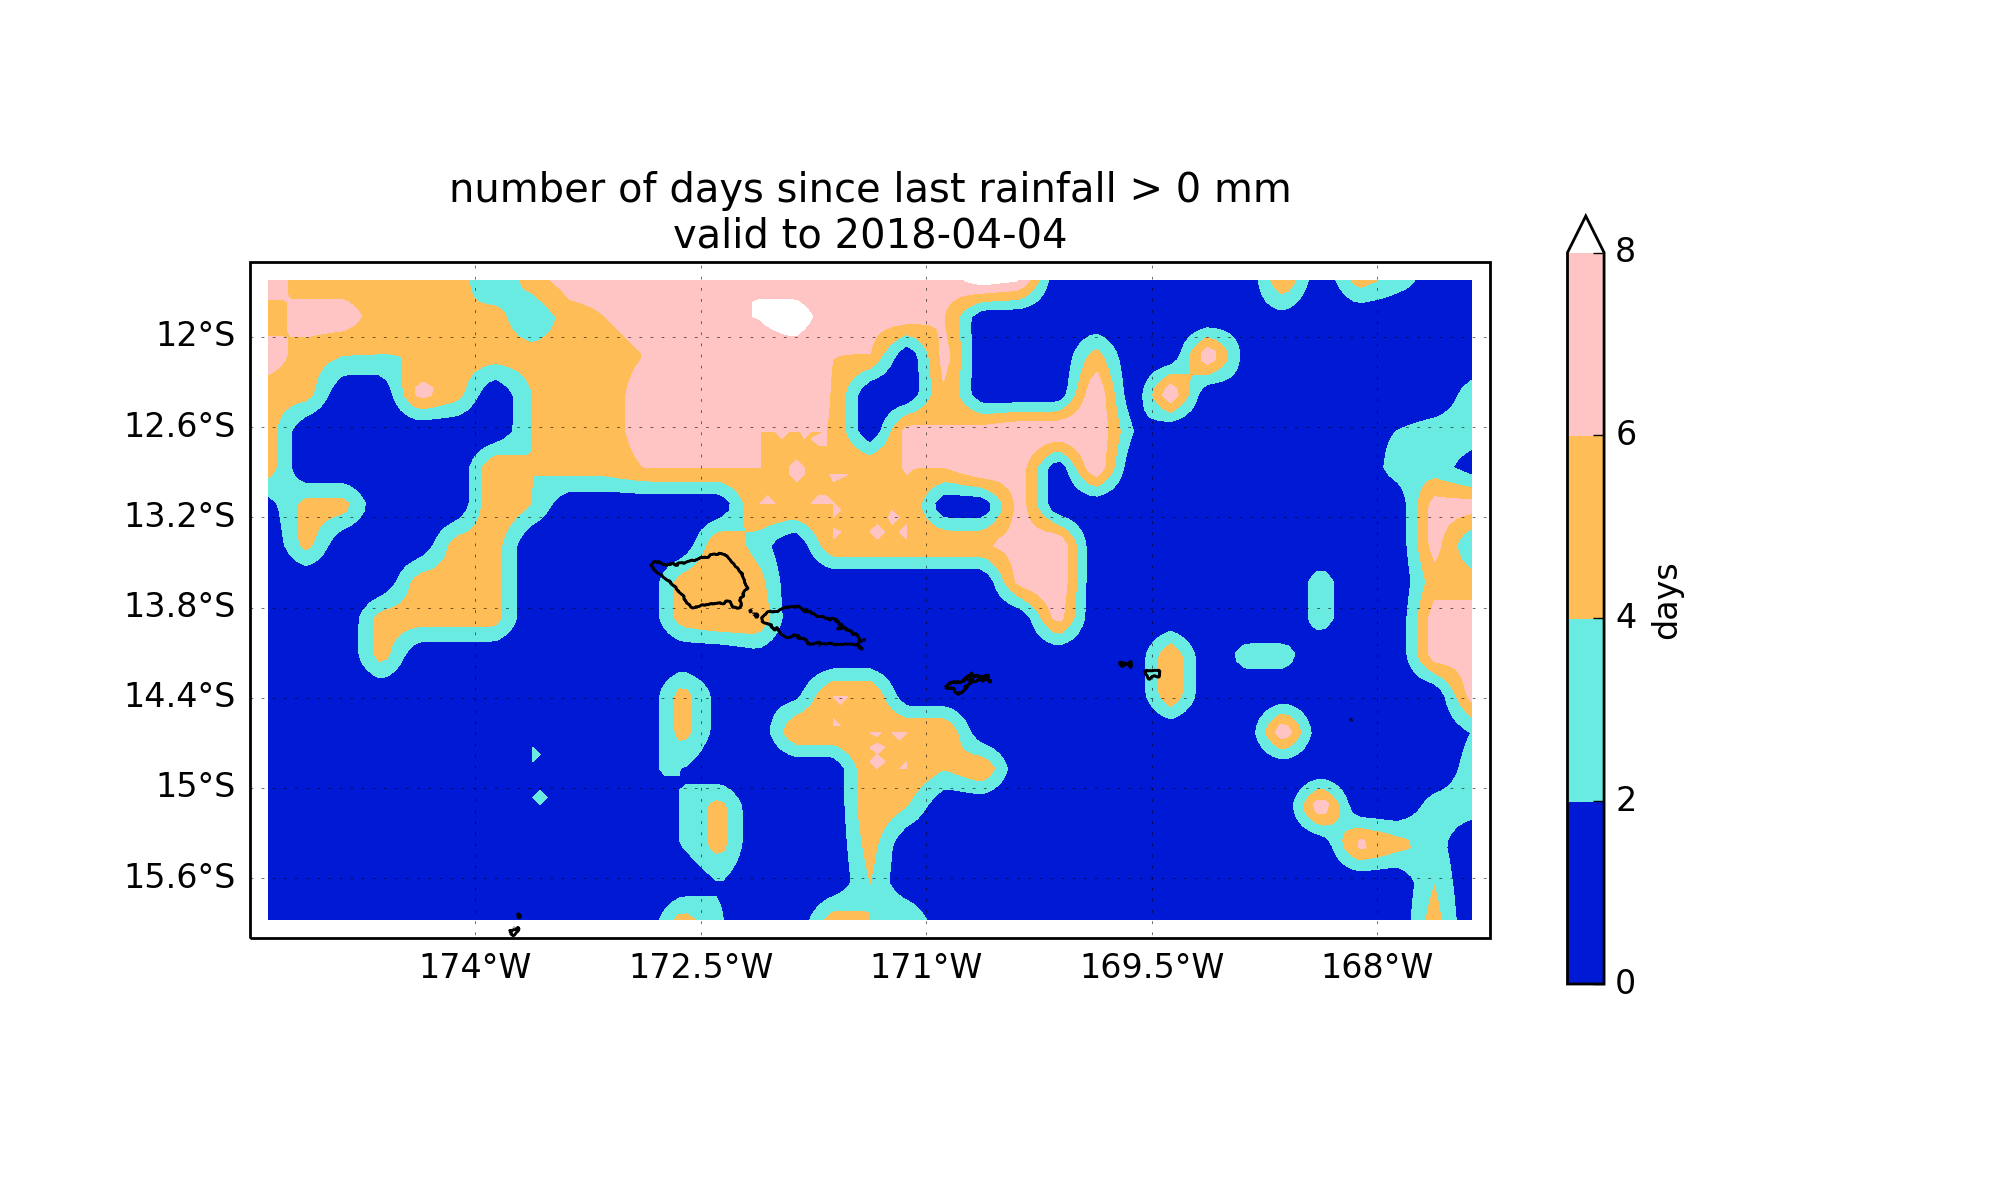 number of days since last rainfall > 0 mm
valid to 2018-04-04
12°S
12.6°S
13.2°S
13.8°S
14.4°S
15°S
15.6°S
174°W
172.5°W
171°W
169.5°W
168°W
8
6
4
2
0
days